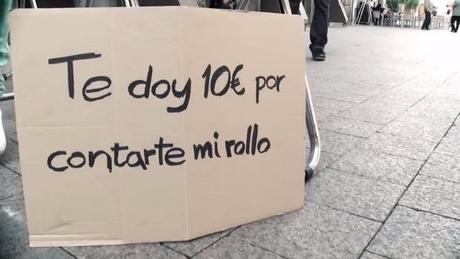 Te doy 10€ por
contarte mi rollo